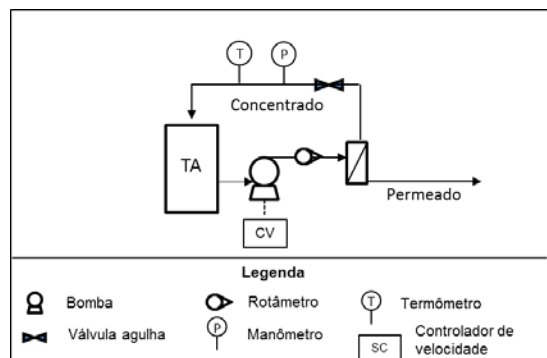 T
P
Concentrado
TA
Permeado
CV
Legenda
Bomba
Rotâmetro
T
Termômetro
Válvula agulha
P
Manômetro
SC
Controlador de
velocidade